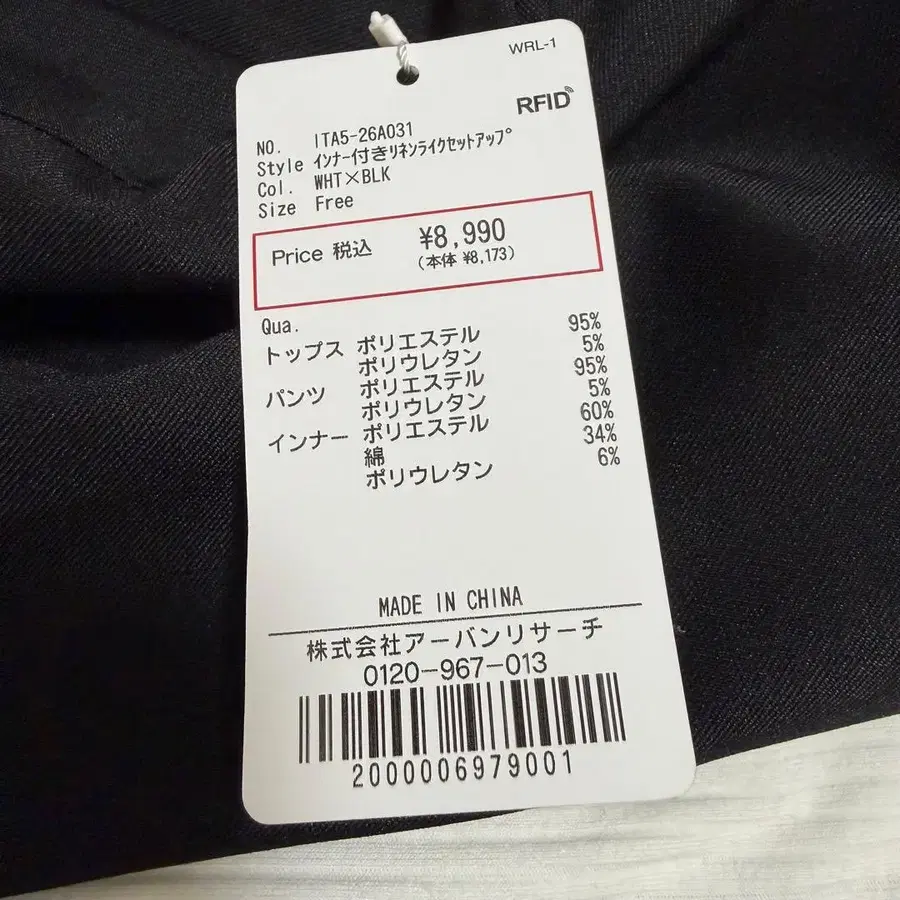 WRL-1
RFID
NO. ITA5-26A031
Style ｲﾝﾅｰ付きﾘﾈﾝﾗｲｸｾｯﾄｱｯﾌﾟ
Col. WHT×BLK
Size Free
Price 税込 ¥8,990
(本体 ¥8,173)
Qua.
トップス ポリエステル 95%
ポリウレタン 5%
パンツ ポリエステル 95%
ポリウレタン 5%
インナー ポリエステル 60%
綿 34%
ポリウレタン 6%
MADE IN CHINA
株式会社アーバンリサーチ
0120-967-013
2000006979001